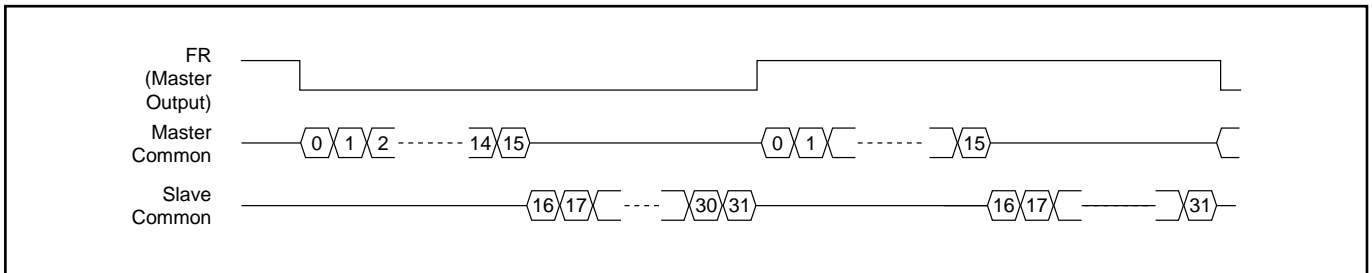 FR
(Master
Output)
Master
Common
0 1 2 14 15 0 1 15
Slave
Common
16 17 30 31 16 17 31